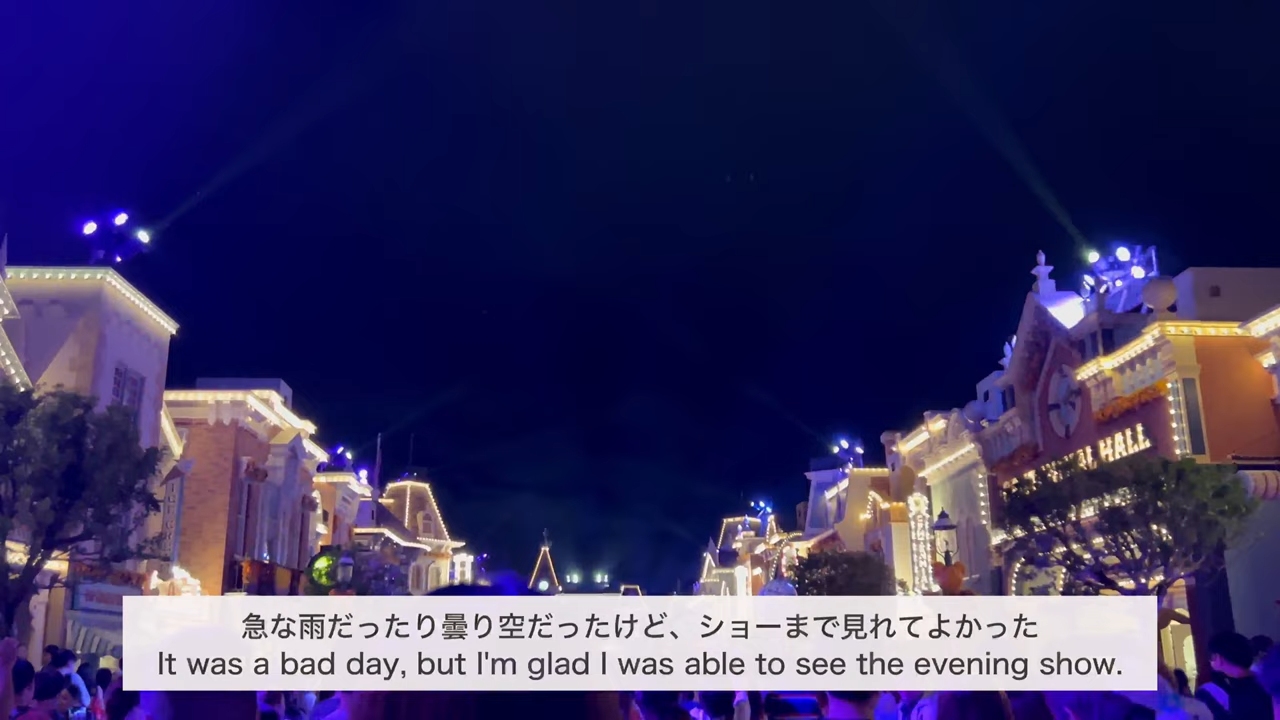 HALL
急な雨だったり曇り空だったけど、ショーまで見れてよかった
It was a bad day, but I'm glad I was able to see the evening show.